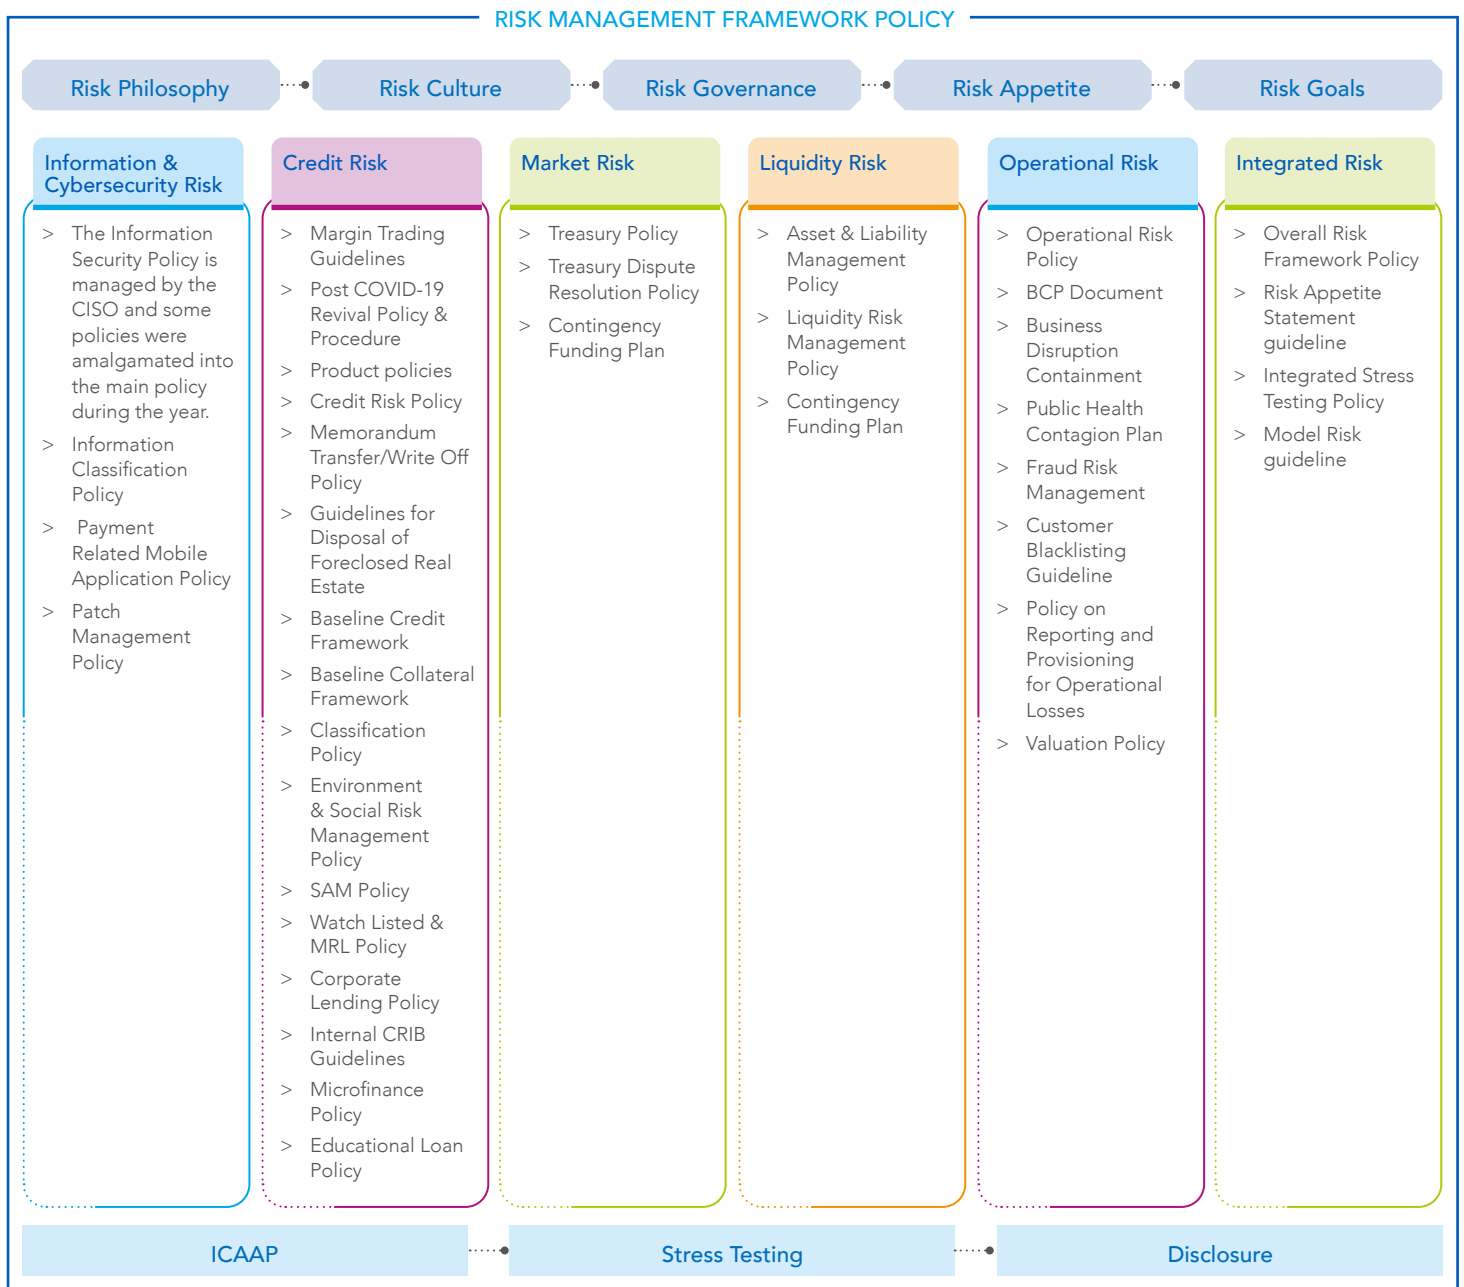 RISK MANAGEMENT FRAMEWORK POLICY
Risk Philosophy
Risk Culture
Risk Governance
Risk Appetite
Risk Goals
Information &
Cybersecurity Risk
> The Information
Security Policy is
managed by the
CISO and some
policies were
amalgamated into
the main policy
during the year.
> Information
Classification
Policy
> Payment
Related Mobile
Application Policy
> Patch
Management
Policy
Credit Risk
> Margin Trading
Guidelines
> Post COVID-19
Revival Policy &
Procedure
> Product policies
> Credit Risk Policy
> Memorandum
Transfer/Write Off
Policy
> Guidelines for
Disposal of
Foreclosed Real
Estate
> Baseline Credit
Framework
> Baseline Collateral
Framework
> Classification
Policy
> Environment
& Social Risk
Management
Policy
> SAM Policy
> Watch Listed &
MRL Policy
> Corporate
Lending Policy
> Internal CRIB
Guidelines
> Microfinance
Policy
> Educational Loan
Policy
Market Risk
> Treasury Policy
> Treasury Dispute
Resolution Policy
> Contingency
Funding Plan
Liquidity Risk
> Asset & Liability
Management
Policy
> Liquidity Risk
Management
Policy
> Contingency
Funding Plan
Operational Risk
> Operational Risk
Policy
> BCP Document
> Business
Disruption
Containment
> Public Health
Contagion Plan
> Fraud Risk
Management
> Customer
Blacklisting
Guideline
> Policy on
Reporting and
Provisioning
for Operational
Losses
> Valuation Policy
Integrated Risk
> Overall Risk
Framework Policy
> Risk Appetite
Statement
guideline
> Integrated Stress
Testing Policy
> Model Risk
guideline
ICAAP
Stress Testing
Disclosure